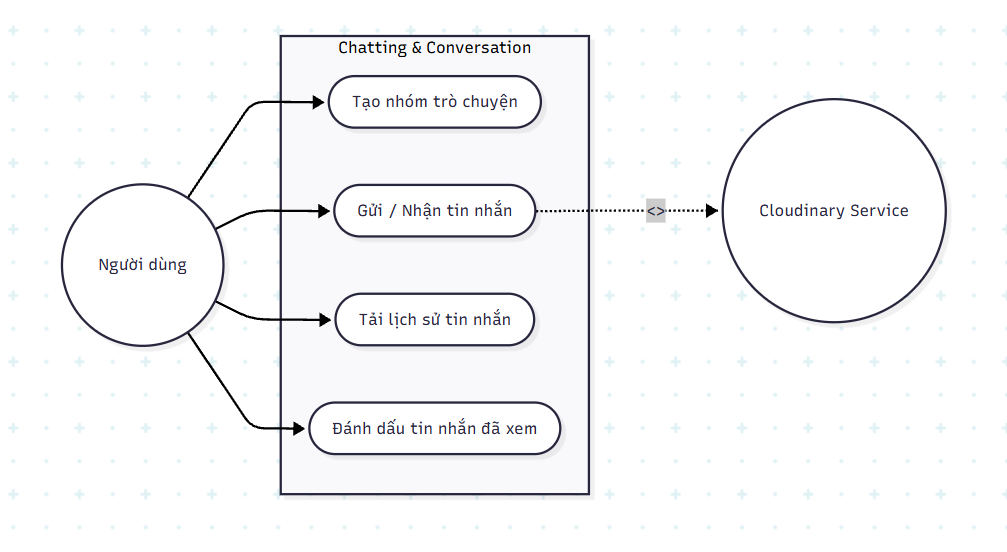 Chatting & Conversation
Tạo nhóm trò chuyện
Gửi / Nhận tin nhắn
<>
Cloudinary Service
Người dùng
Tải lịch sử tin nhắn
Đánh dấu tin nhắn đã xem